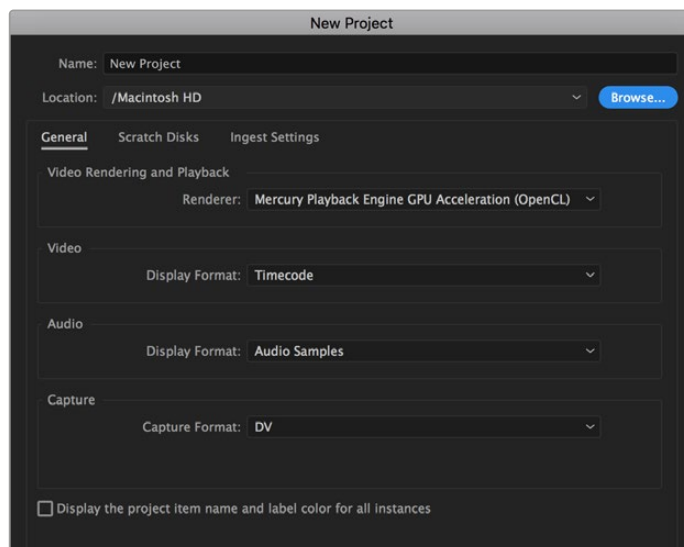 New Project
Name: New Project
Location: /Macintosh HD Browse...
General Scratch Disks Ingest Settings
Video Rendering and Playback
Renderer: Mercury Playback Engine GPU Acceleration (OpenCL)
Video
Display Format: Timecode
Audio
Display Format: Audio Samples
Capture
Capture Format: DV
Display the project item name and label color for all instances